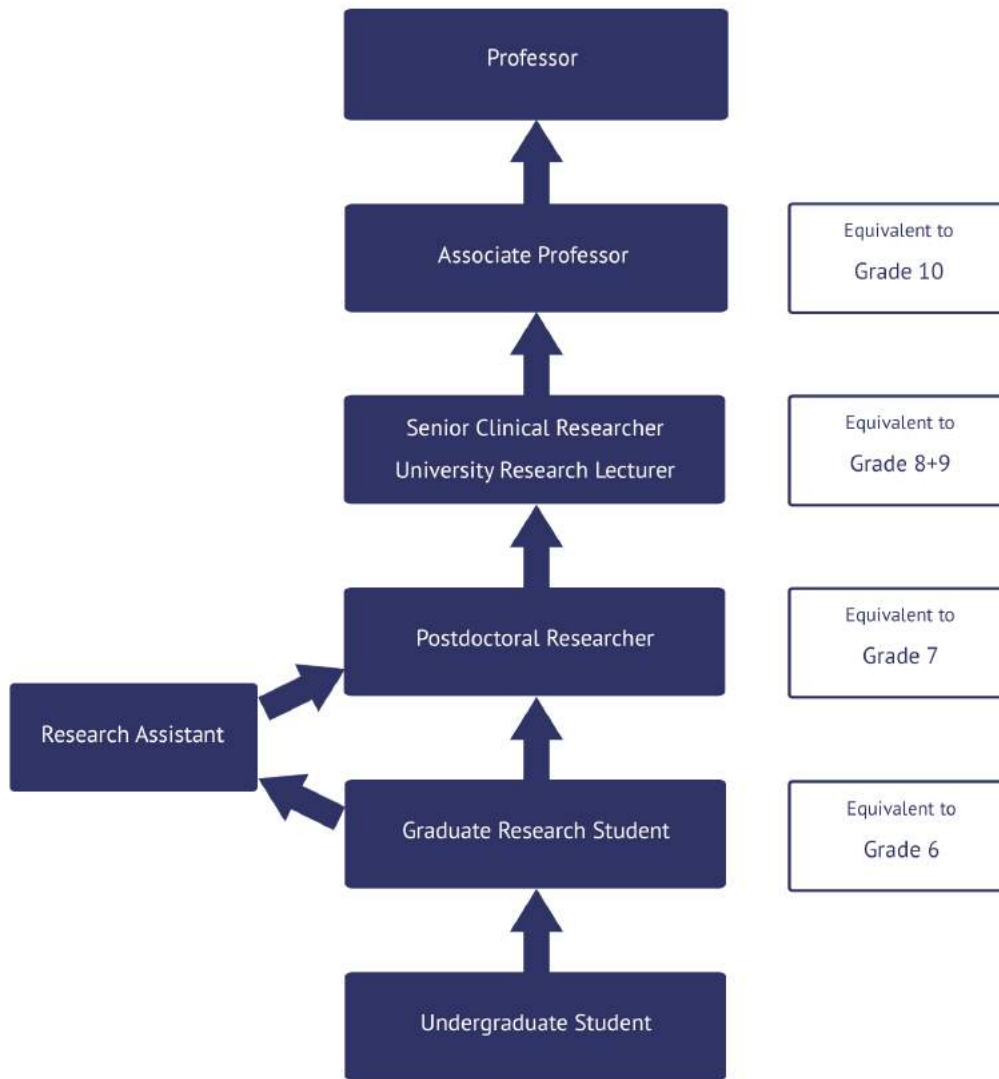 Professor
Associate Professor
Equivalent to
Grade 10
Senior Clinical Researcher
University Research Lecturer
Equivalent to
Grade 8+9
Postdoctoral Researcher
Equivalent to
Grade 7
Research Assistant
Graduate Research Student
Equivalent to
Grade 6
Undergraduate Student